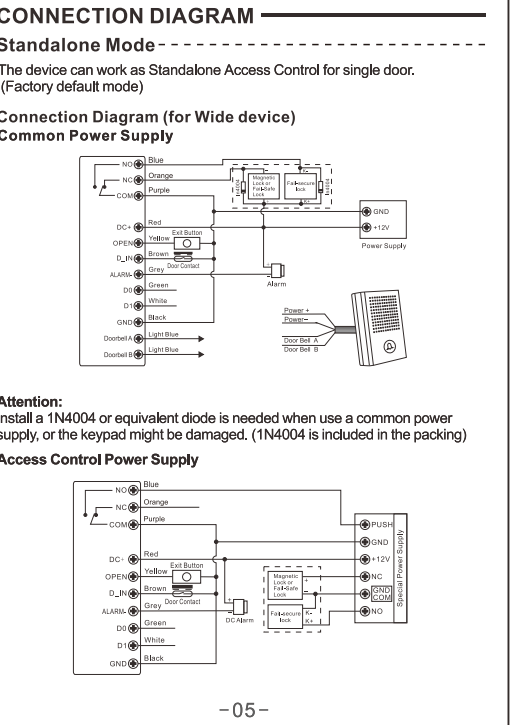 CONNECTION DIAGRAM
Standalone Mode
The device can work as Standalone Access Control for single door.
(Factory default mode)
Connection Diagram (for Wide device)
Common Power Supply
NO
Blue
NC
Orange
COM
Purple
DC+
Red
OPEN
Yellow
Exit Button
D_IN
Brown
Door Contact
ALARM-
Grey
D0
Green
D1
White
GND
Black
Doorbell A
Light Blue
Doorbell B
Light Blue
1N4004
Magnetic
Lock or
Fail-Safe
Lock
-
+
Fail-secure
lock
K-
K+
1N4004
GND
+12V
Power Supply
-
+
Alarm
Power +
Power-
Door Bell A
Door Bell B
Attention:
Install a 1N4004 or equivalent diode is needed when use a common power
supply, or the keypad might be damaged. (1N4004 is included in the packing)
Access Control Power Supply
NO
Blue
NC
Orange
COM
Purple
DC+
Red
OPEN
Yellow
Exit Button
D_IN
Brown
Door Contact
ALARM-
Grey
D0
Green
D1
White
GND
Black
+
-
DC Alarm
Magnetic
Lock or
Fail-Safe
Lock
+
-
Fail-secure
lock
K-
K+
PUSH
GND
+12V
NC
GND
COM
NO
Special Power Supply
-05-